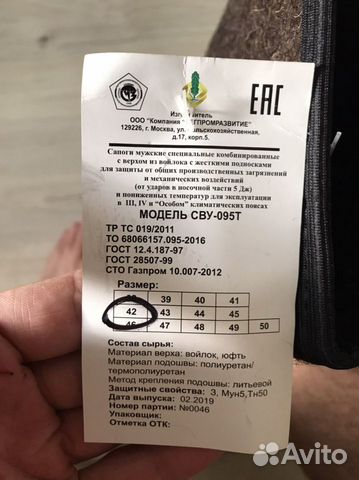 СВ
ЕАС
Изготовитель
ООО "Компания
129226, г. Москва, ул. Сельскохозяйственная,
д.17, корп.5.
Сапоги мужские специальные комбинированные
с верхом из войлока с жесткими подносками
для защиты от общих производственных загрязнений
и механических воздействий
(от ударов в носочной части 5 Дж)
и пониженных температур для эксплуатации
в III, IV и "Особом" климатических поясах
МОДЕЛЬ СВУ-095Т
ТР ТС 019/2011
ТО 68066157.095-2016
ГОСТ 12.4.187-97
ГОСТ 28507-99
СТО Газпром 10.007-2012
Размер:
39 40 41
42 43 44 45
46 47 48 49 50
Состав сырья:
Материал верха: войлок, юфть
Материал подошвы: полиуретан/
термополиуретан
Метод крепления подошвы: литьевой
Защитные свойства: З, Мун5,Тн50
Дата выпуска: 02.2019
Номер партии: №0046
Упаковщик:
Отметка ОТК:
Avito